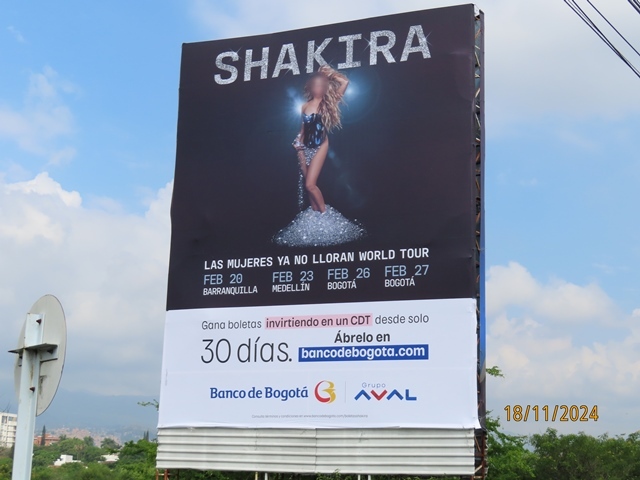 SHAKIRA
LAS MUJERES YA NO LLORAN WORLD TOUR
FEB 20 FEB 23 FEB 26 FEB 27
BARRANQUILLA MEDELLÍN BOGOTÁ BOGOTÁ
Gana boletas invirtiendo en un CDT desde solo
30 días. Ábrelo en
bancodebogota.com
Banco de Bogotá Grupo AVAL
18/11/2024